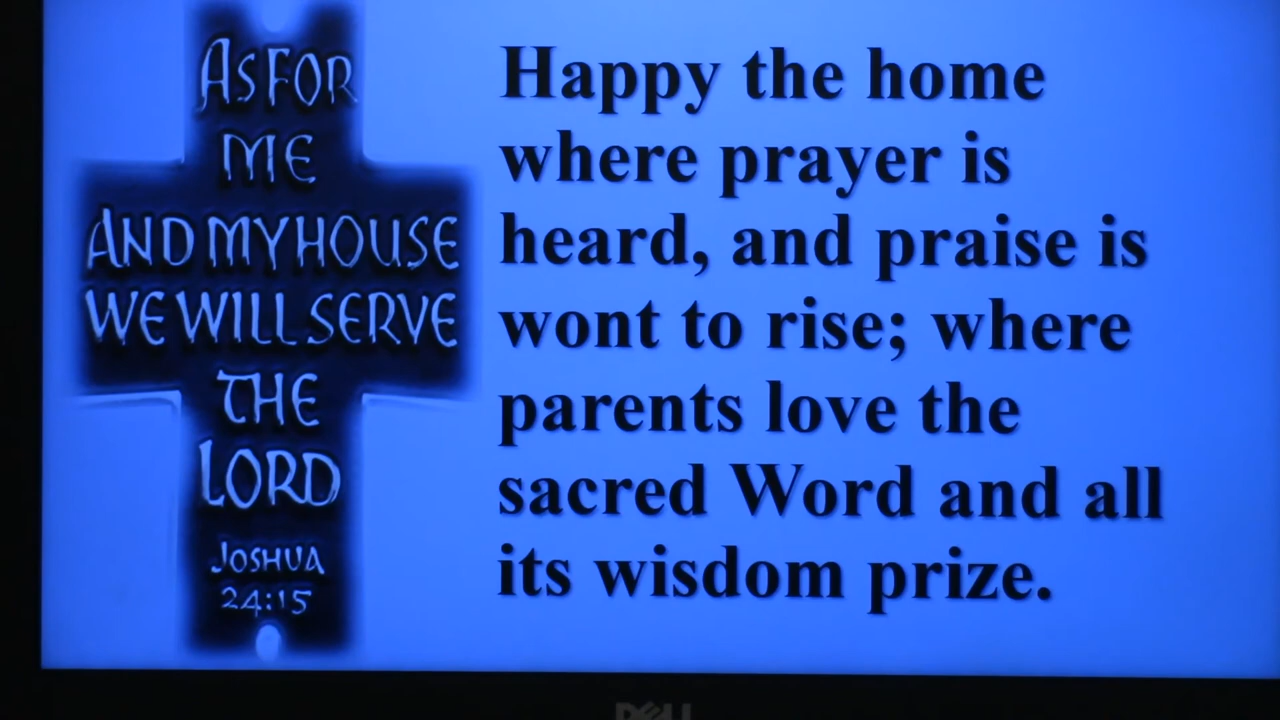 AS FOR
ME
AND MY HOUSE
WE WILL SERVE
THE
LORD
JOSHUA
24:15
Happy the home
where prayer is
heard, and praise is
wont to rise; where
parents love the
sacred Word and all
its wisdom prize.
DELL